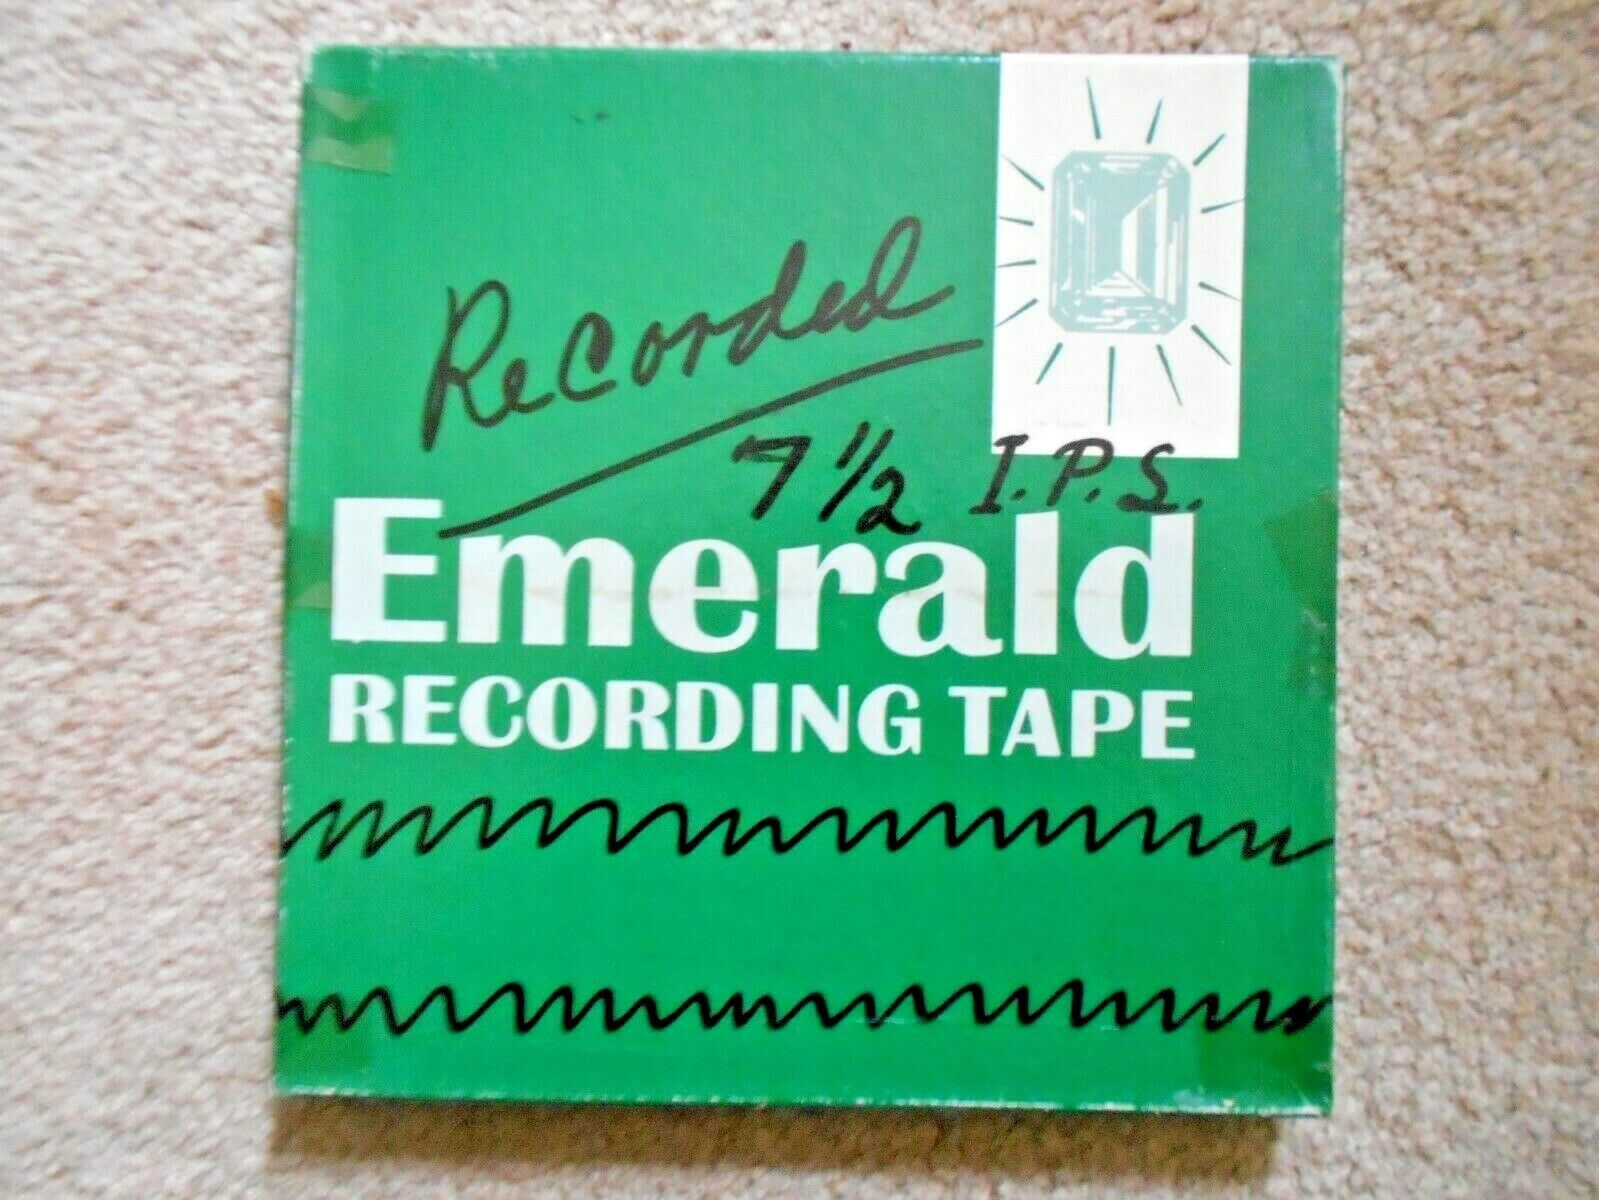 Recorded
7 1/2 I.P.S.
Emerald
RECORDING TAPE